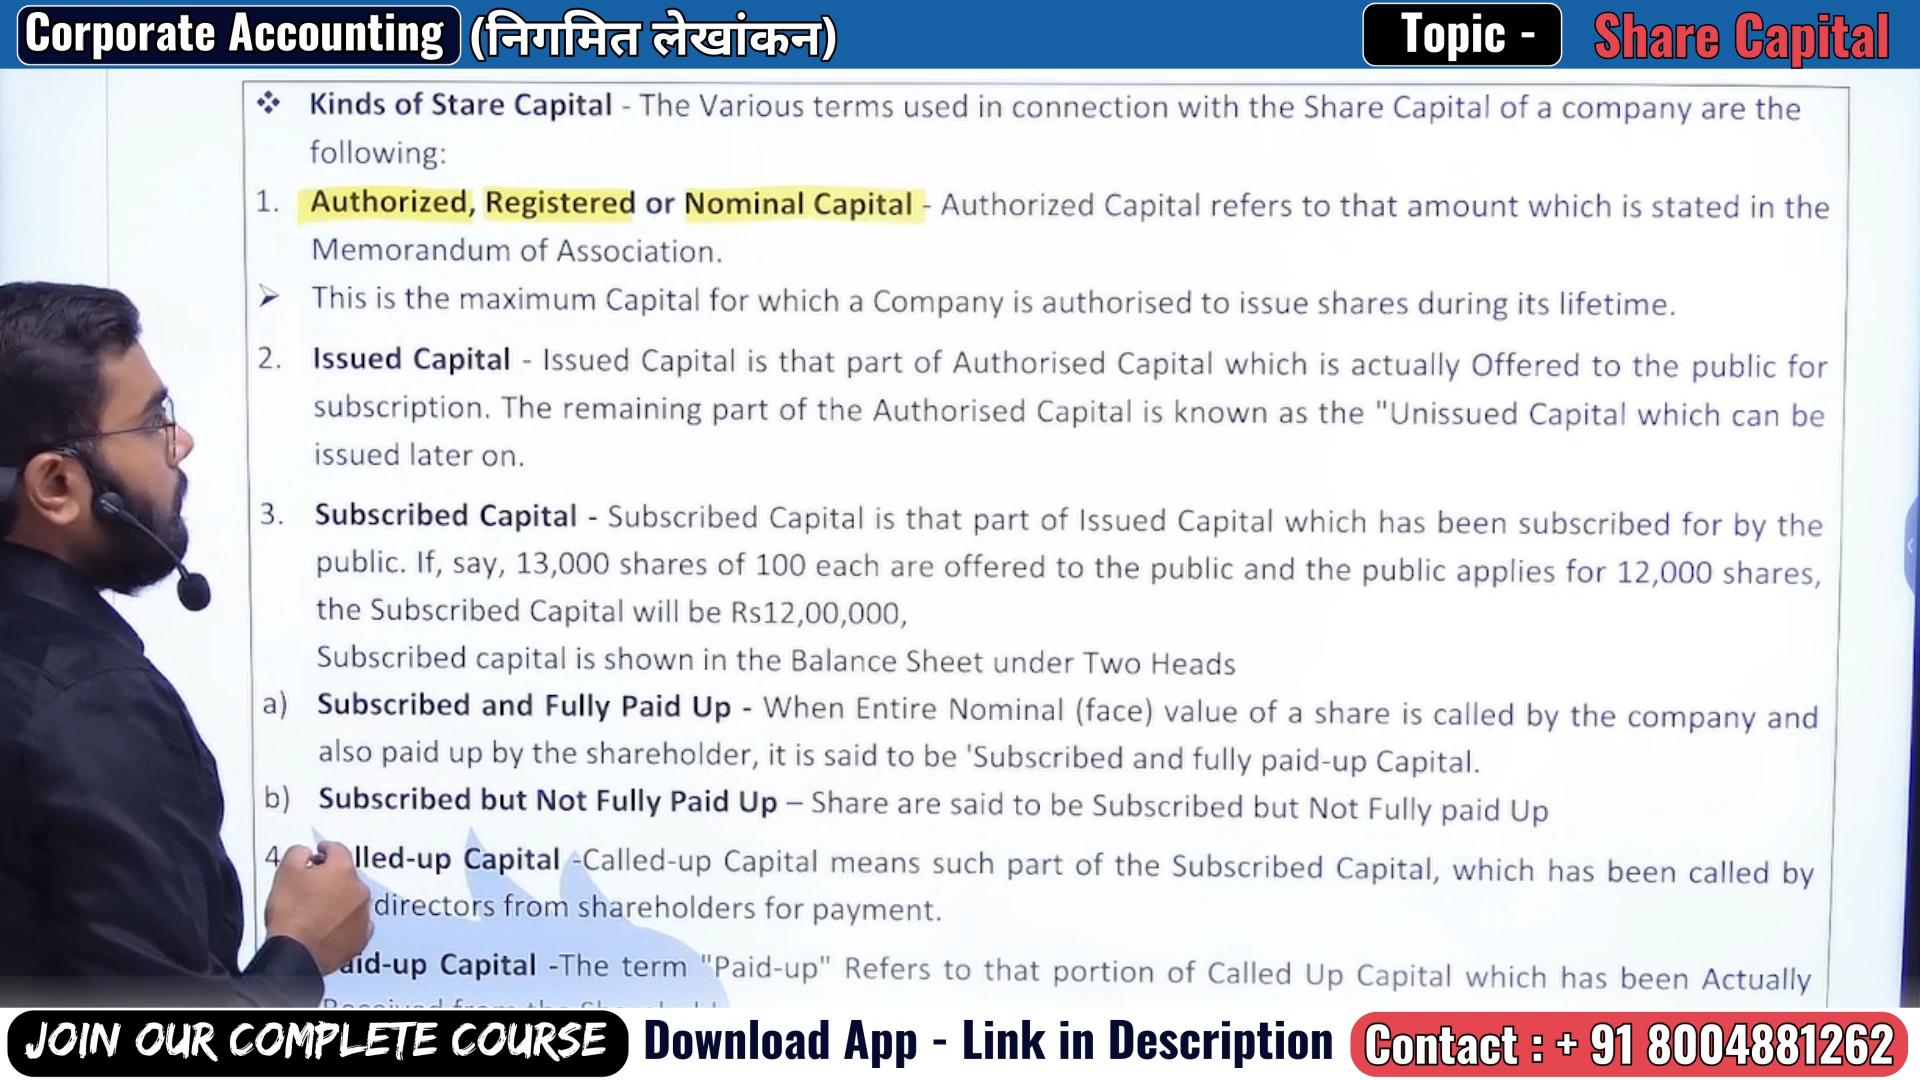 Corporate Accounting (निगमित लेखांकन) Topic - Share Capital
❖ Kinds of Stare Capital - The Various terms used in connection with the Share Capital of a company are the
following:
1. Authorized, Registered or Nominal Capital - Authorized Capital refers to that amount which is stated in the
Memorandum of Association.
➢ This is the maximum Capital for which a Company is authorised to issue shares during its lifetime.
2. Issued Capital - Issued Capital is that part of Authorised Capital which is actually Offered to the public for
subscription. The remaining part of the Authorised Capital is known as the "Unissued Capital which can be
issued later on.
3. Subscribed Capital - Subscribed Capital is that part of Issued Capital which has been subscribed for by the
public. If, say, 13,000 shares of 100 each are offered to the public and the public applies for 12,000 shares,
the Subscribed Capital will be Rs12,00,000,
Subscribed capital is shown in the Balance Sheet under Two Heads
a) Subscribed and Fully Paid Up - When Entire Nominal (face) value of a share is called by the company and
also paid up by the shareholder, it is said to be 'Subscribed and fully paid-up Capital.
b) Subscribed but Not Fully Paid Up – Share are said to be Subscribed but Not Fully paid Up
4 lled-up Capital -Called-up Capital means such part of the Subscribed Capital, which has been called by
directors from shareholders for payment.
aid-up Capital -The term "Paid-up" Refers to that portion of Called Up Capital which has been Actually
JOIN OUR COMPLETE COURSE Download App - Link in Description Contact : + 91 8004881262